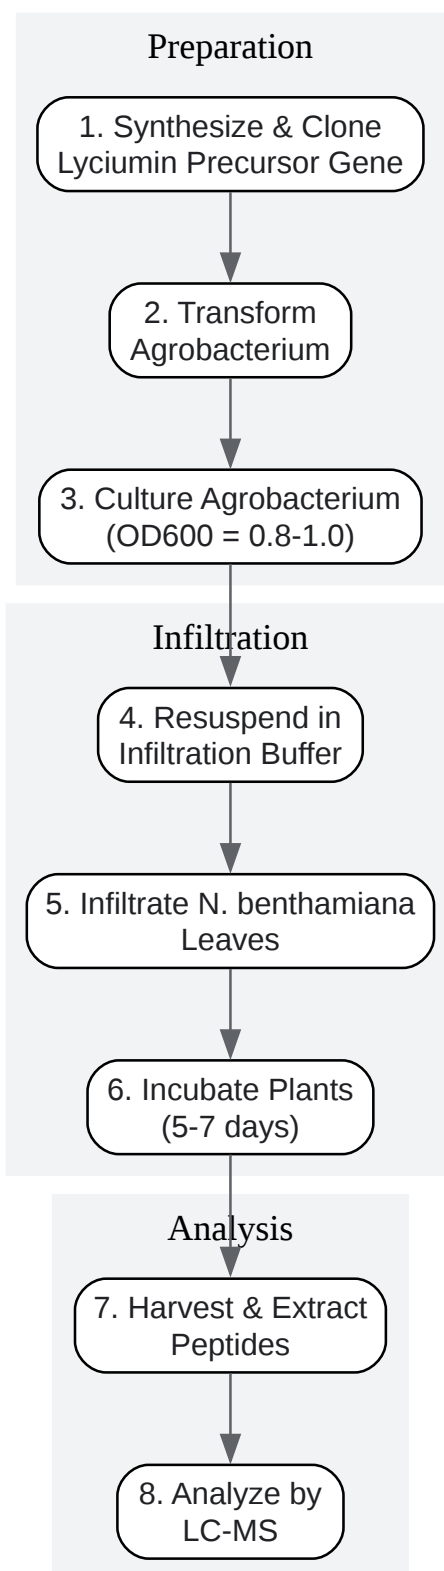 Preparation
1. Synthesize & Clone
Lyciumin Precursor Gene
2. Transform
Agrobacterium
3. Culture Agrobacterium
(OD600 = 0.8-1.0)
Infiltration
4. Resuspend in
Infiltration Buffer
5. Infiltrate N. benthamiana
Leaves
6. Incubate Plants
(5-7 days)
Analysis
7. Harvest & Extract
Peptides
8. Analyze by
LC-MS